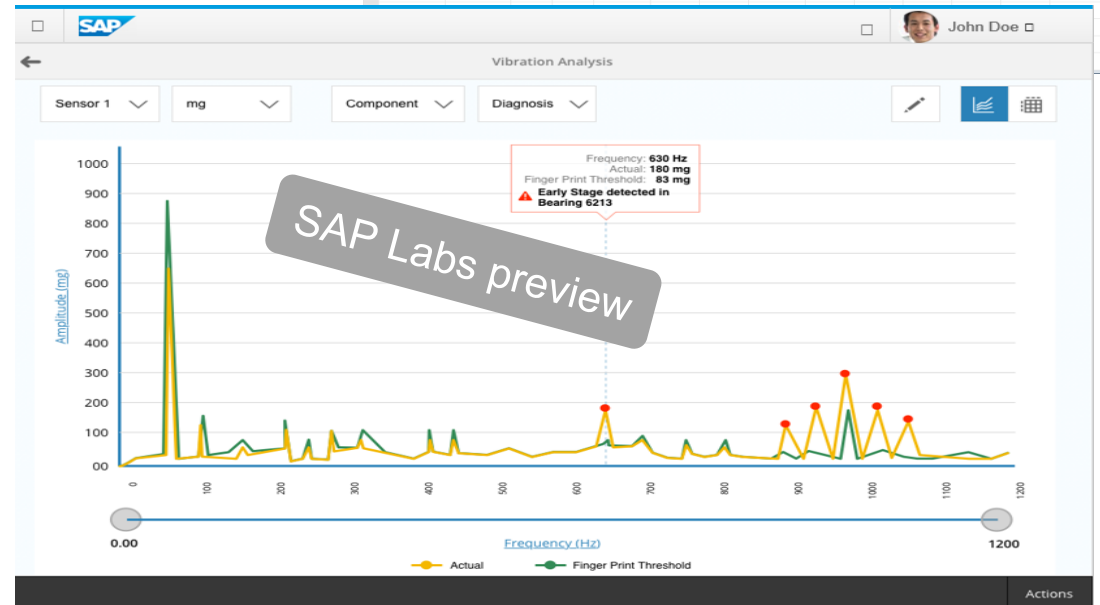 SAP
John Doe
Vibration Analysis
Sensor 1
mg
Component
Diagnosis
Frequency: 630 Hz
Actual: 180 mg
Finger Print Threshold: 83 mg
Early Stage detected in
Bearing 6213
SAP Labs preview
Amplitude (mg)
1000
900
800
700
600
500
400
300
200
100
00
0
100
200
300
400
500
600
700
800
900
1000
1100
1200
0.00
Frequency (Hz)
1200
Actual
Finger Print Threshold
Actions